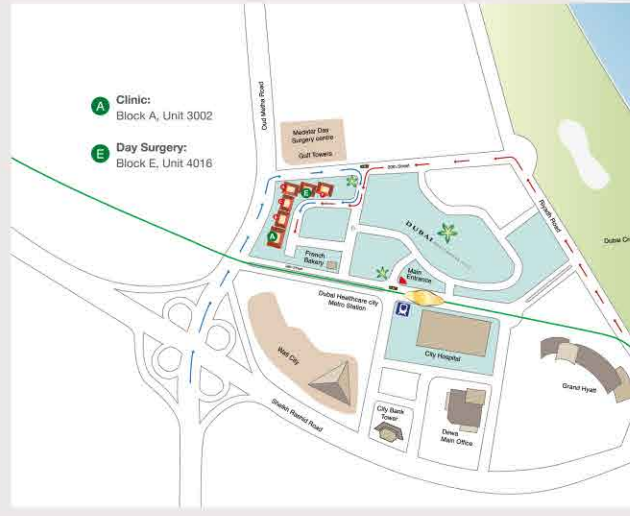 A
Clinic:
Block A, Unit 3002
E
Day Surgery:
Block E, Unit 4016
Oud Metha Road
Medstar Day
Surgery centre
Gulf Towers
E
A
Riyadh Road
DUBAI
French
Bakery
Main
Entrance
Dubai Healthcare city
Metro Station
Wafi City
City Hospital
Sheikh Rashid Road
City Bank
Tower
Dewa
Main Office
Grand Hyatt